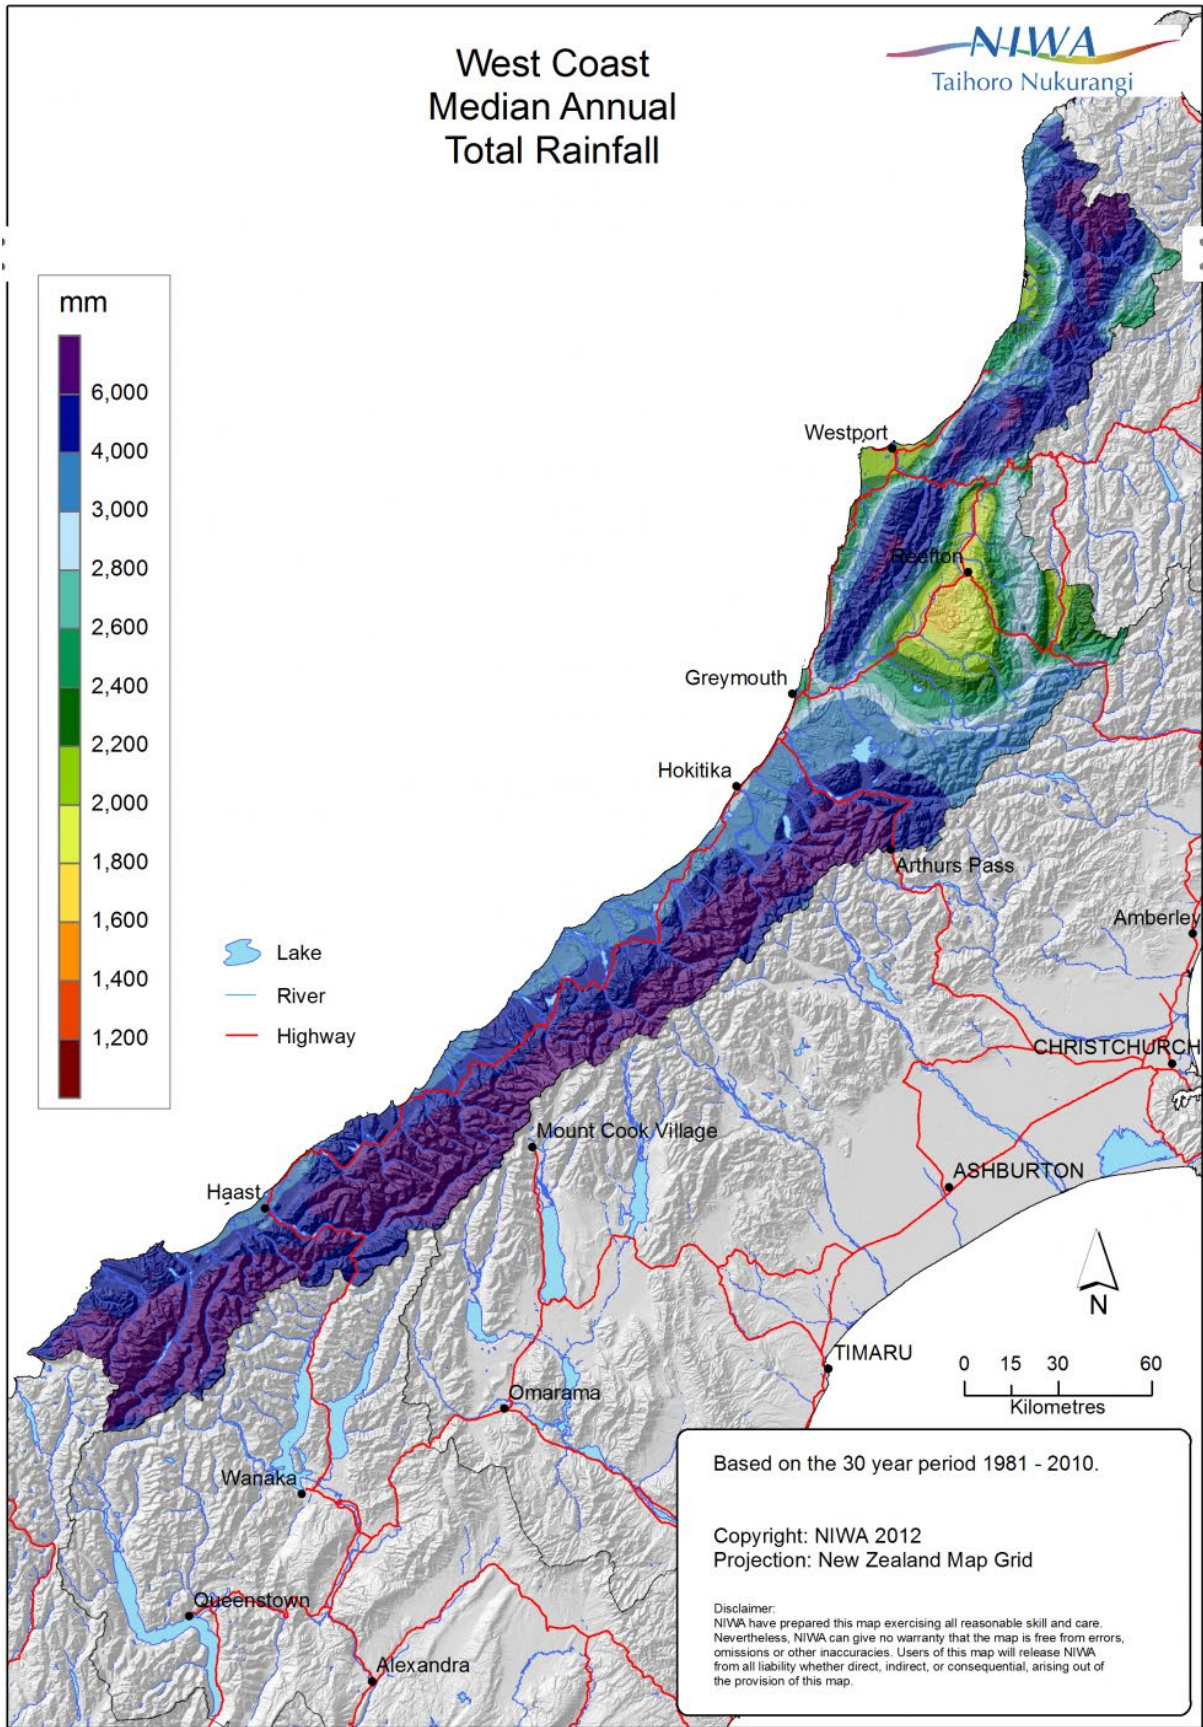 West Coast
Median Annual
Total Rainfall
NIWA
Taihoro Nukurangi
mm
6,000
4,000
3,000
2,800
2,600
2,400
2,200
2,000
1,800
1,600
1,400
1,200
Lake
River
Highway
Westport
Reefton
Greymouth
Hokitika
Arthurs Pass
Amberley
CHRISTCHURCH
Mount Cook Village
ASHBURTON
Haast
N
TIMARU
0 15 30 60
Kilometres
Omarama
Wanaka
Queenstown
Alexandra
Based on the 30 year period 1981 - 2010.
Copyright: NIWA 2012
Projection: New Zealand Map Grid
Disclaimer:
NIWA have prepared this map exercising all reasonable skill and care.
Nevertheless, NIWA can give no warranty that the map is free from errors,
omissions or other inaccuracies. Users of this map will release NIWA
from all liability whether direct, indirect, or consequential, arising out of
the provision of this map.